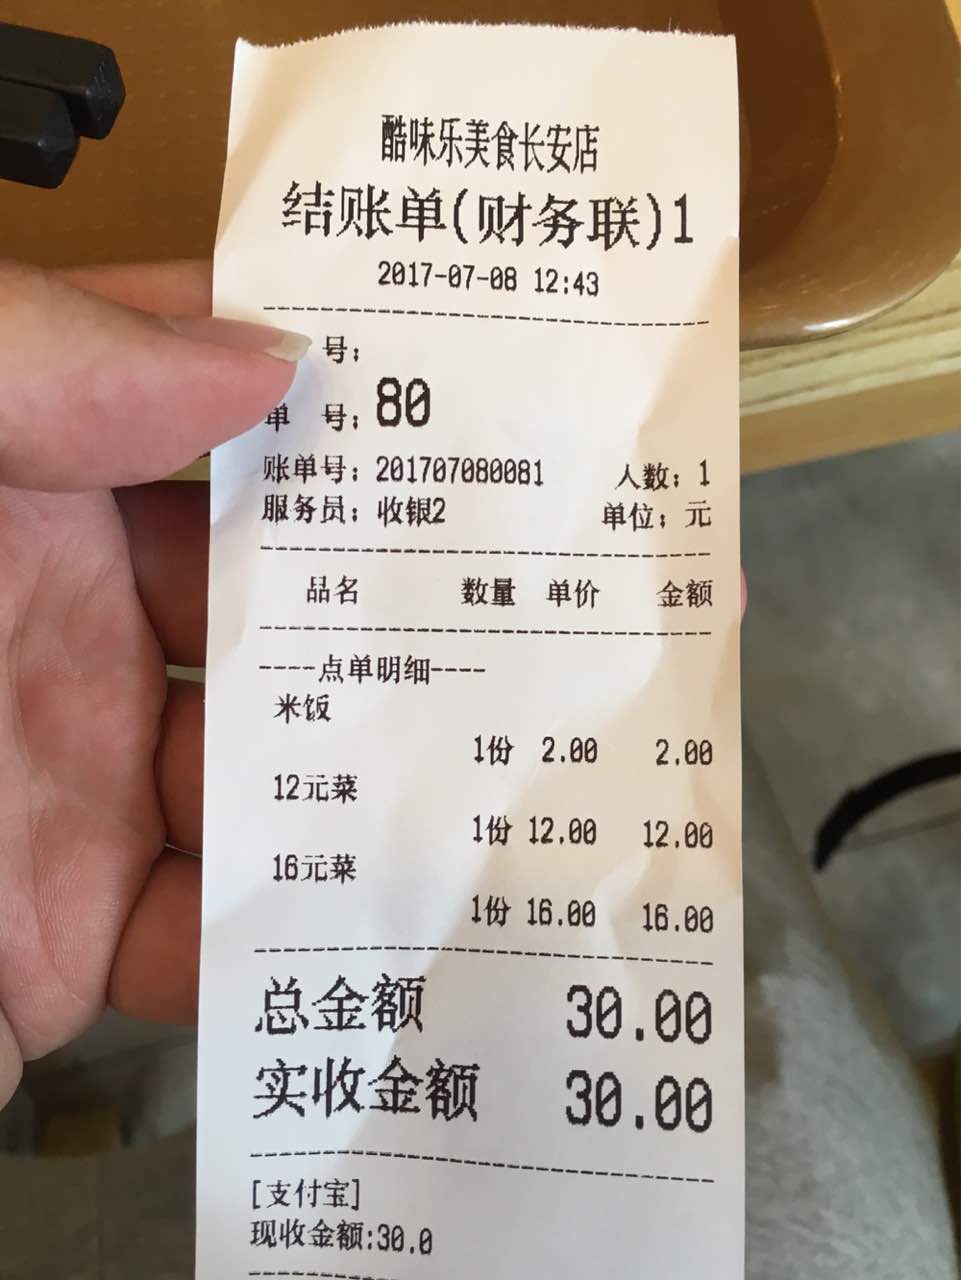 酷味乐美食长安店
结账单(财务联)1
2017-07-08 12:43
号:
单 号: 80
账单号: 201707080081 人数: 1
服务员: 收银2 单位: 元
品名 数量 单价 金额
----点单明细----
米饭
1份 2.00 2.00
12元菜
1份 12.00 12.00
16元菜
1份 16.00 16.00
总金额 30.00
实收金额 30.00
[支付宝]
现收金额:30.0